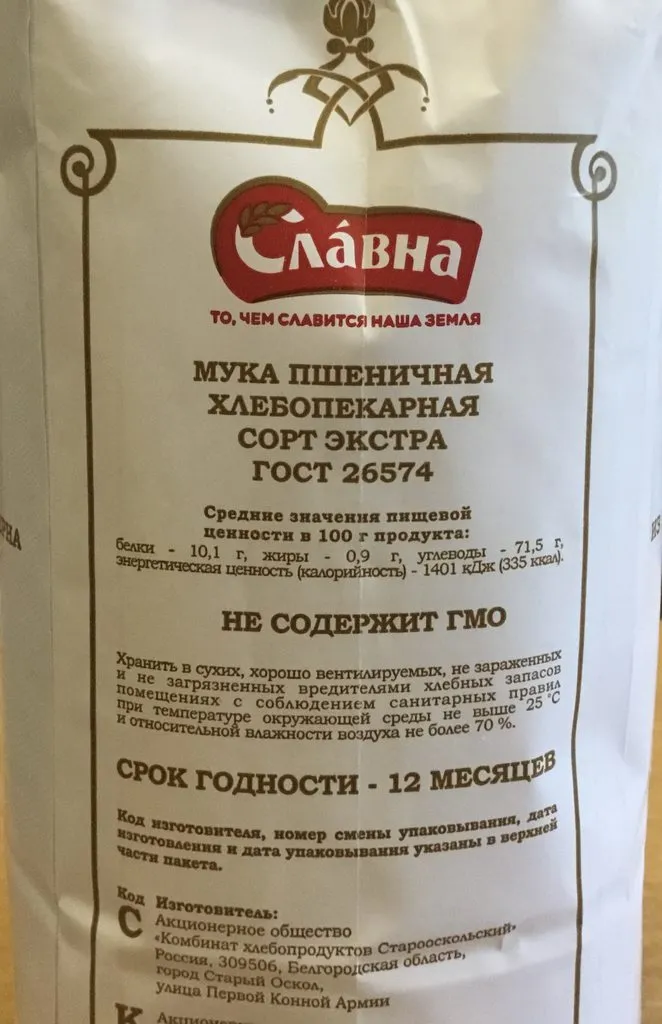 Слáвна
ТО, ЧЕМ СЛАВИТСЯ НАША ЗЕМЛЯ
МУКА ПШЕНИЧНАЯ
ХЛЕБОПЕКАРНАЯ
СОРТ ЭКСТРА
ГОСТ 26574
Средние значения пищевой
ценности в 100 г продукта:
белки - 10,1 г, жиры - 0,9 г, углеводы - 71,5 г,
энергетическая ценность (калорийность) - 1401 кДж (335 ккал).
НЕ СОДЕРЖИТ ГМО
Хранить в сухих, хорошо вентилируемых, не зараженных
и не загрязненных вредителями хлебных запасов
помещениях с соблюдением санитарных правил
при температуре окружающей среды не выше 25 °С
и относительной влажности воздуха не более 70 %.
СРОК ГОДНОСТИ - 12 МЕСЯЦЕВ
Код изготовителя, номер смены упаковывания, дата
изготовления и дата упаковывания указаны в верхней
части пакета.
Код Изготовитель:
С Акционерное общество
«Комбинат хлебопродуктов Старооскольский»
Россия, 309506, Белгородская область,
город Старый Оскол,
улица Первой Конной Армии
К